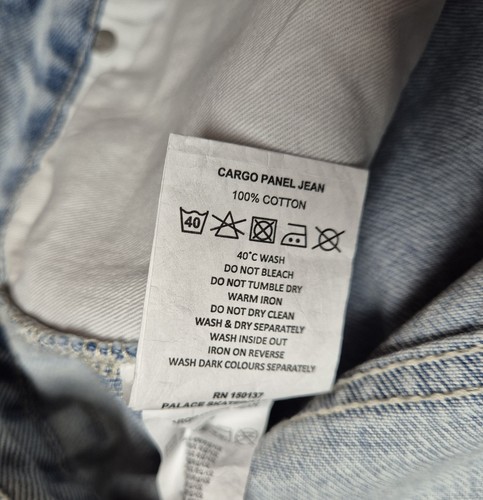 CARGO PANEL JEAN
100% COTTON
40
40°C WASH
DO NOT BLEACH
DO NOT TUMBLE DRY
WARM IRON
DO NOT DRY CLEAN
WASH & DRY SEPARATELY
WASH INSIDE OUT
IRON ON REVERSE
WASH DARK COLOURS SEPARATELY
RN 150137
PALACE